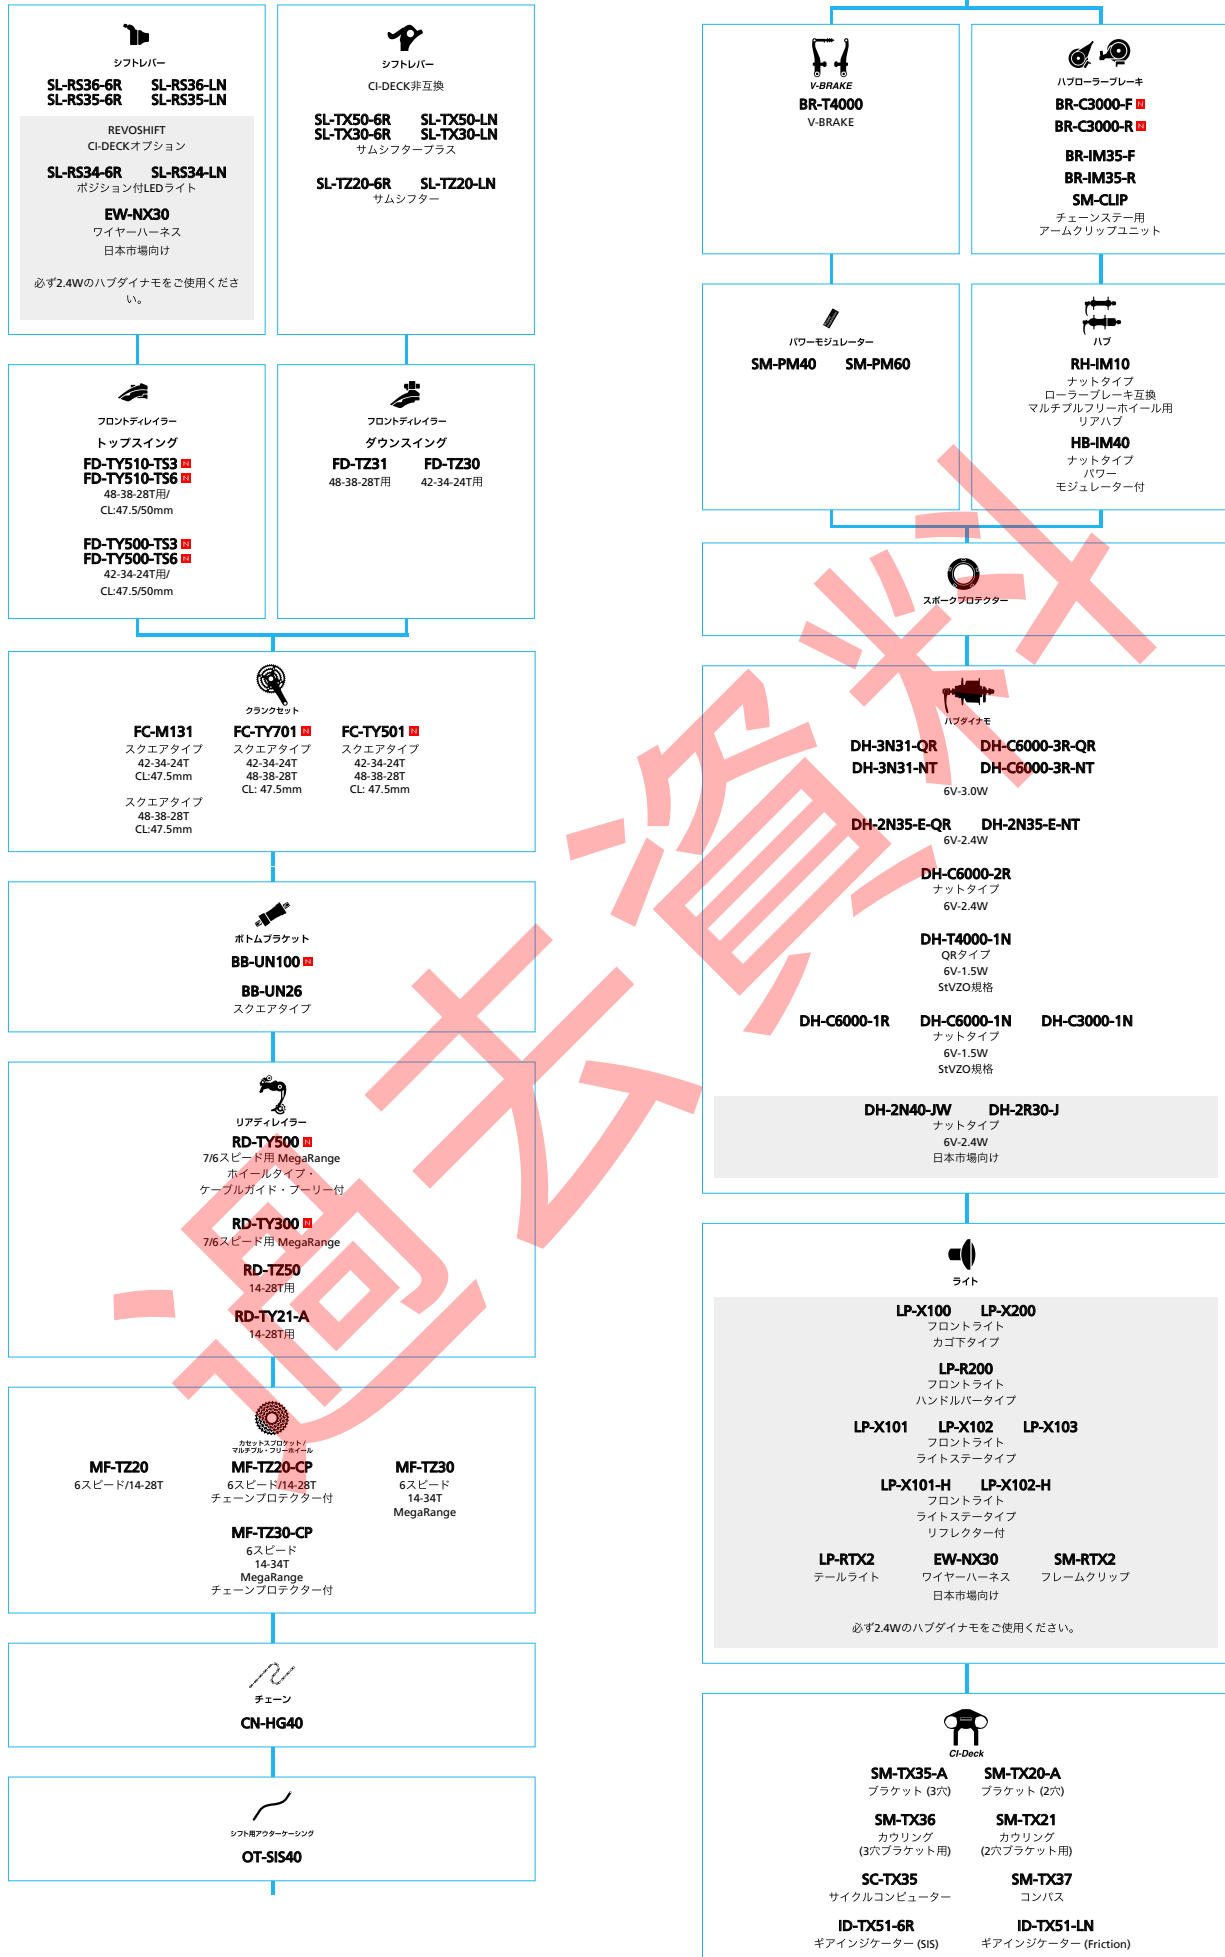 シフトレバー
SL-RS36-6R SL-RS36-LN
SL-RS35-6R SL-RS35-LN
REVOSHIFT
CI-DECKオプション
SL-RS34-6R SL-RS34-LN
ポジション付LEDライト
EW-NX30
ワイヤーハーネス
日本市場向け
必ず2.4Wのハブダイナモをご使用くださ
い。
シフトレバー
CI-DECK非互換
SL-TX50-6R SL-TX50-LN
SL-TX30-6R SL-TX30-LN
サムシフタープラス
SL-TZ20-6R SL-TZ20-LN
サムシフター
フロントディレイラー
トップスイング
FD-TY510-TS3 N
FD-TY510-TS6 N
48-38-28T用/
CL:47.5/50mm
FD-TY500-TS3 N
FD-TY500-TS6 N
42-34-24T用/
CL:47.5/50mm
フロントディレイラー
ダウンスイング
FD-TZ31 FD-TZ30
48-38-28T用 42-34-24T用
クランクセット
FC-M131 FC-TY701 N FC-TY501 N
スクエアタイプ スクエアタイプ スクエアタイプ
42-34-24T 42-34-24T 42-34-24T
CL:47.5mm 48-38-28T 48-38-28T
CL: 47.5mm CL: 47.5mm
スクエアタイプ
48-38-28T
CL:47.5mm
ボトムブラケット
BB-UN100 N
BB-UN26
スクエアタイプ
リアディレイラー
RD-TY500 N
7/6スピード用 MegaRange
ホイールタイプ・
ケーブルガイド・プーリー付
RD-TY300 N
7/6スピード用 MegaRange
RD-TZ50
14-28T用
RD-TY21-A
14-28T用
カセットスプロケット/
マルチプル・フリーホイール
MF-TZ20 MF-TZ20-CP MF-TZ30
6スピード/14-28T 6スピード/14-28T 6スピード
チェーンプロテクター付 14-34T
MegaRange
MF-TZ30-CP
6スピード
14-34T
MegaRange
チェーンプロテクター付
チェーン
CN-HG40
シフト用アウターケーシング
OT-SIS40
V-BRAKE
BR-T4000
V-BRAKE
ハブローラーブレーキ
BR-C3000-F N
BR-C3000-R N
BR-IM35-F
BR-IM35-R
SM-CLIP
チェーンステー用
アームクリップユニット
パワーモジュレーター
SM-PM40 SM-PM60
ハブ
RH-IM10
ナットタイプ
ローラーブレーキ互換
マルチプルフリーホイール用
リアハブ
HB-IM40
ナットタイプ
パワー
モジュレーター付
スポークプロテクター
ハブダイナモ
DH-3N31-QR DH-C6000-3R-QR
DH-3N31-NT DH-C6000-3R-NT
6V-3.0W
DH-2N35-E-QR DH-2N35-E-NT
6V-2.4W
DH-C6000-2R
ナットタイプ
6V-2.4W
DH-T4000-1N
QRタイプ
6V-1.5W
StVZO規格
DH-C6000-1R DH-C6000-1N DH-C3000-1N
ナットタイプ
6V-1.5W
StVZO規格
DH-2N40-JW DH-2R30-J
ナットタイプ
6V-2.4W
日本市場向け
ライト
LP-X100 LP-X200
フロントライト
カゴ下タイプ
LP-R200
フロントライト
ハンドルバータイプ
LP-X101 LP-X102 LP-X103
フロントライト
ライトステータイプ
LP-X101-H LP-X102-H
フロントライト
ライトステータイプ
リフレクター付
LP-RTX2 EW-NX30 SM-RTX2
テールライト ワイヤーハーネス フレームクリップ
日本市場向け
必ず2.4Wのハブダイナモをご使用ください。
CI-Deck
SM-TX35-A SM-TX20-A
ブラケット (3穴) ブラケット (2穴)
SM-TX36 SM-TX21
カウリング カウリング
(3穴ブラケット用) (2穴ブラケット用)
SC-TX35 SM-TX37
サイクルコンピューター コンパス
ID-TX51-6R ID-TX51-LN
ギアインジケーター (SIS) ギアインジケーター (Friction)
過去資料